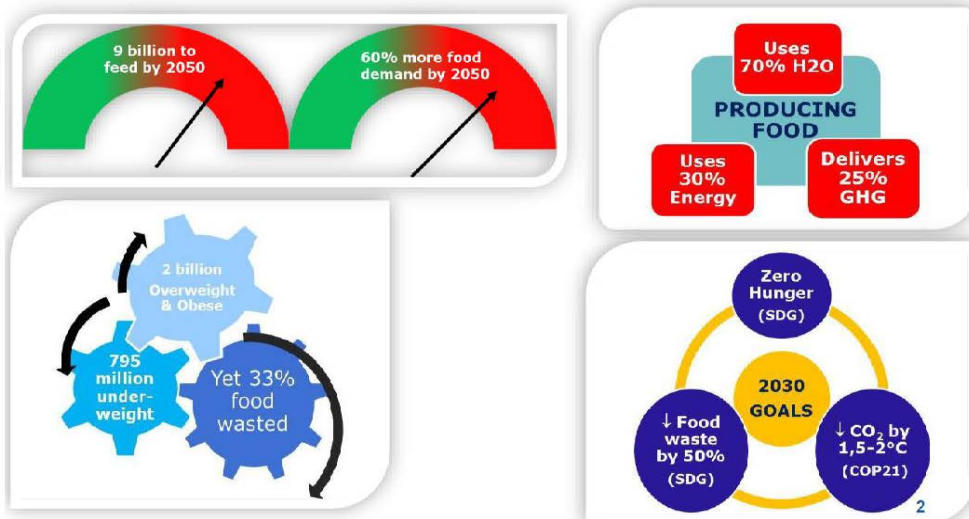 9 billion to
feed by 2050
60% more food
demand by 2050
Uses
70% H2O
PRODUCING
FOOD
Uses
30%
Energy
Delivers
25%
GHG
2 billion
Overweight
& Obese
795
million
under-
weight
Yet 33%
food
wasted
Zero
Hunger
(SDG)
2030
GOALS
↓ Food
waste
by 50%
(SDG)
↓ CO₂ by
1,5-2°C
(COP21)
2